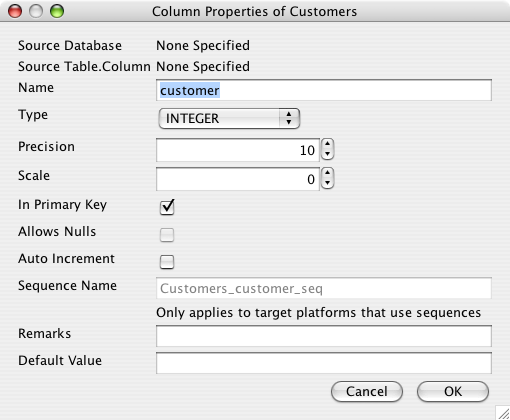 Column Properties of Customers
Source Database None Specified
Source Table.Column None Specified
Name customer
Type INTEGER
Precision 10
Scale 0
In Primary Key
Allows Nulls
Auto Increment
Sequence Name Customers_customer_seq
Only applies to target platforms that use sequences
Remarks
Default Value
Cancel OK